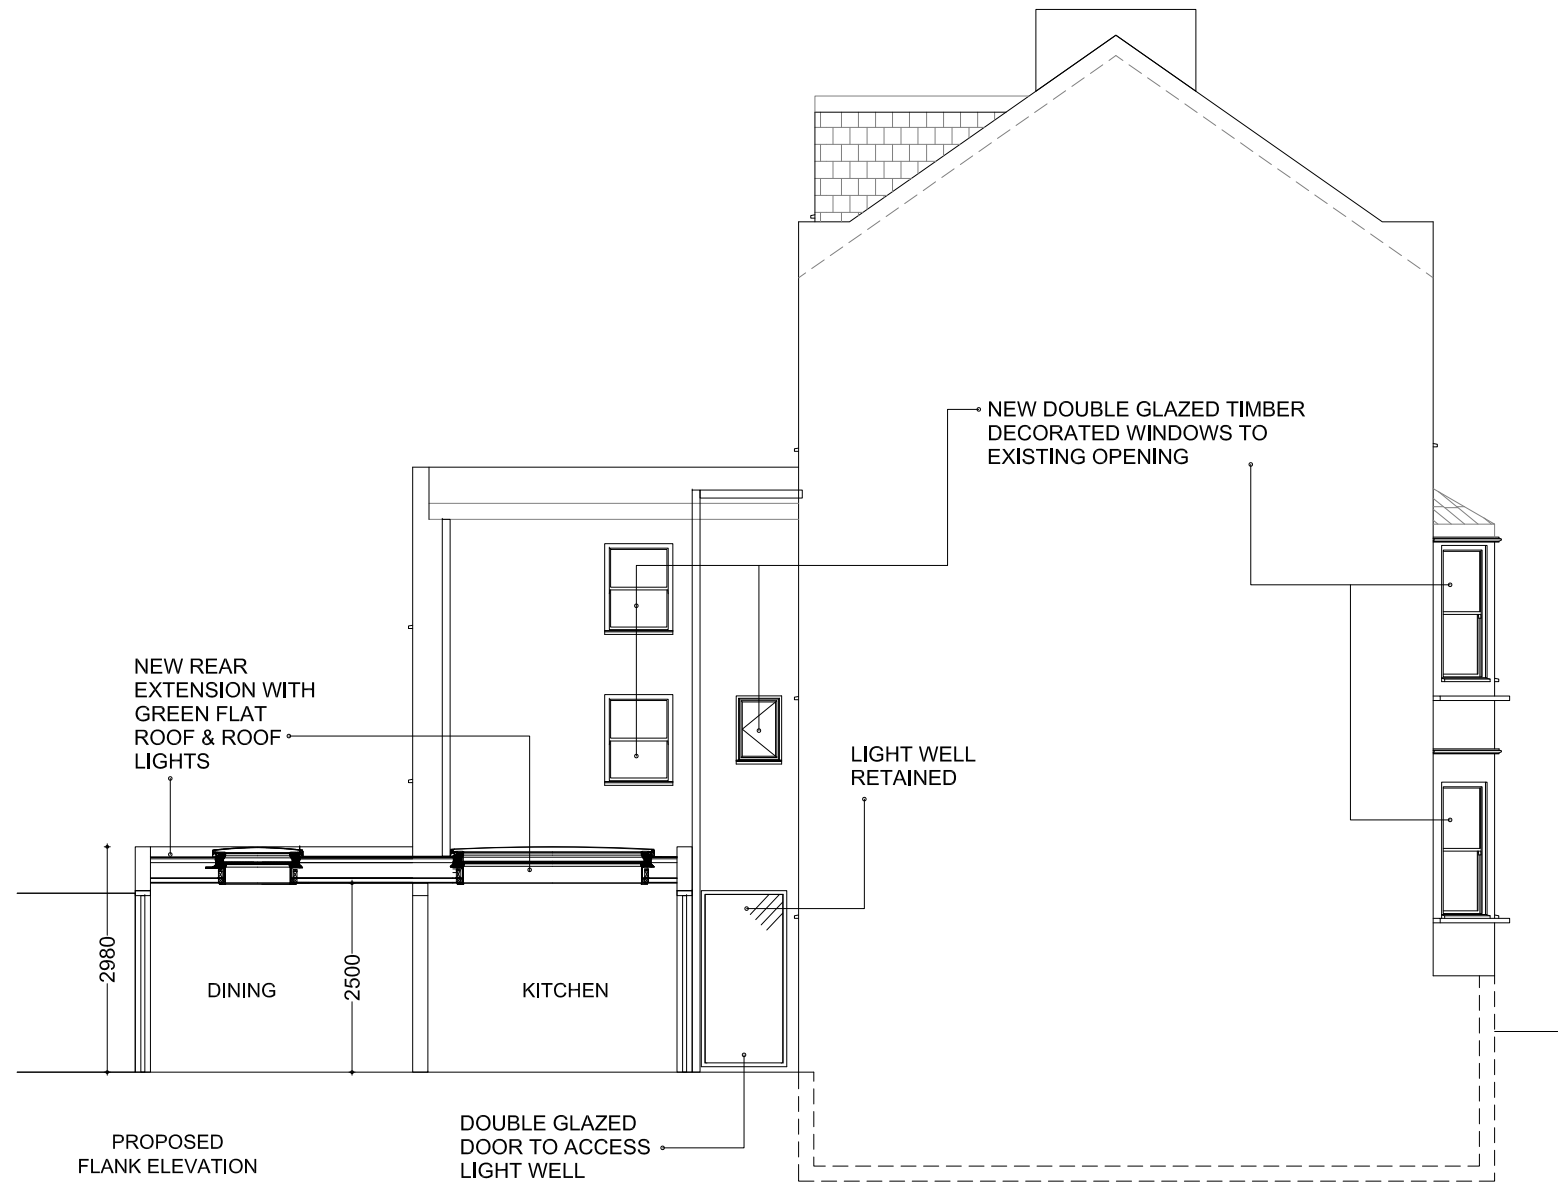 NEW DOUBLE GLAZED TIMBER
DECORATED WINDOWS TO
EXISTING OPENING
NEW REAR
EXTENSION WITH
GREEN FLAT
ROOF & ROOF
LIGHTS
LIGHT WELL
RETAINED
2980
DINING
2500
KITCHEN
DOUBLE GLAZED
DOOR TO ACCESS
LIGHT WELL
PROPOSED
FLANK ELEVATION